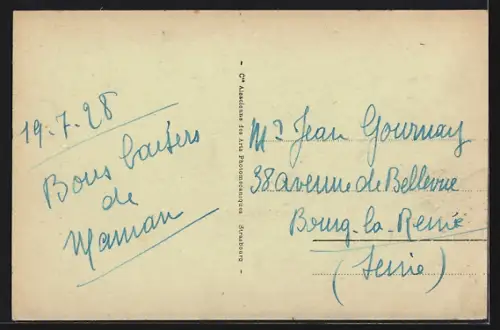 19-7-28
Bons baisers
de
Maman
- Cie Alsacienne des Arts Photomécaniques - Strasbourg -
Mr Jean Gournay
38 avenue de Bellevue
Bourg-la-Reine
(Seine)